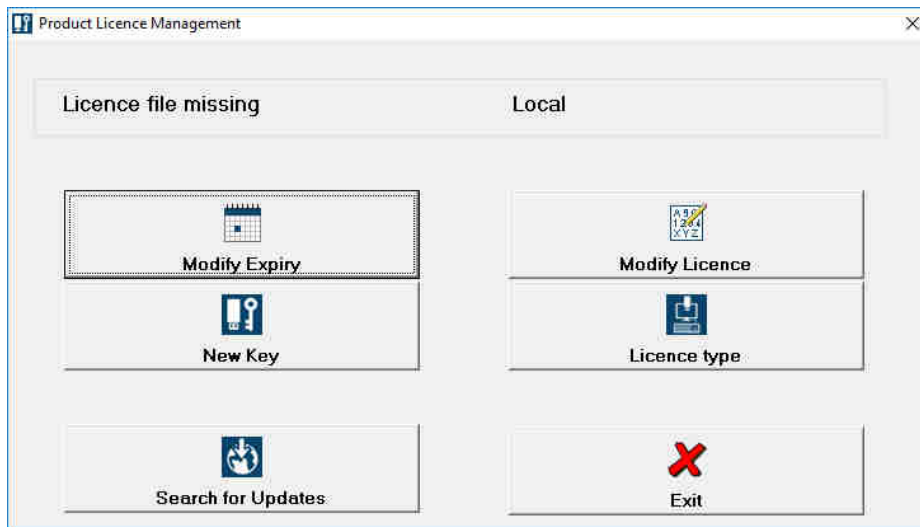 Product Licence Management
Licence file missing
Local
Modify Expiry
Modify Licence
New Key
Licence type
Search for Updates
Exit